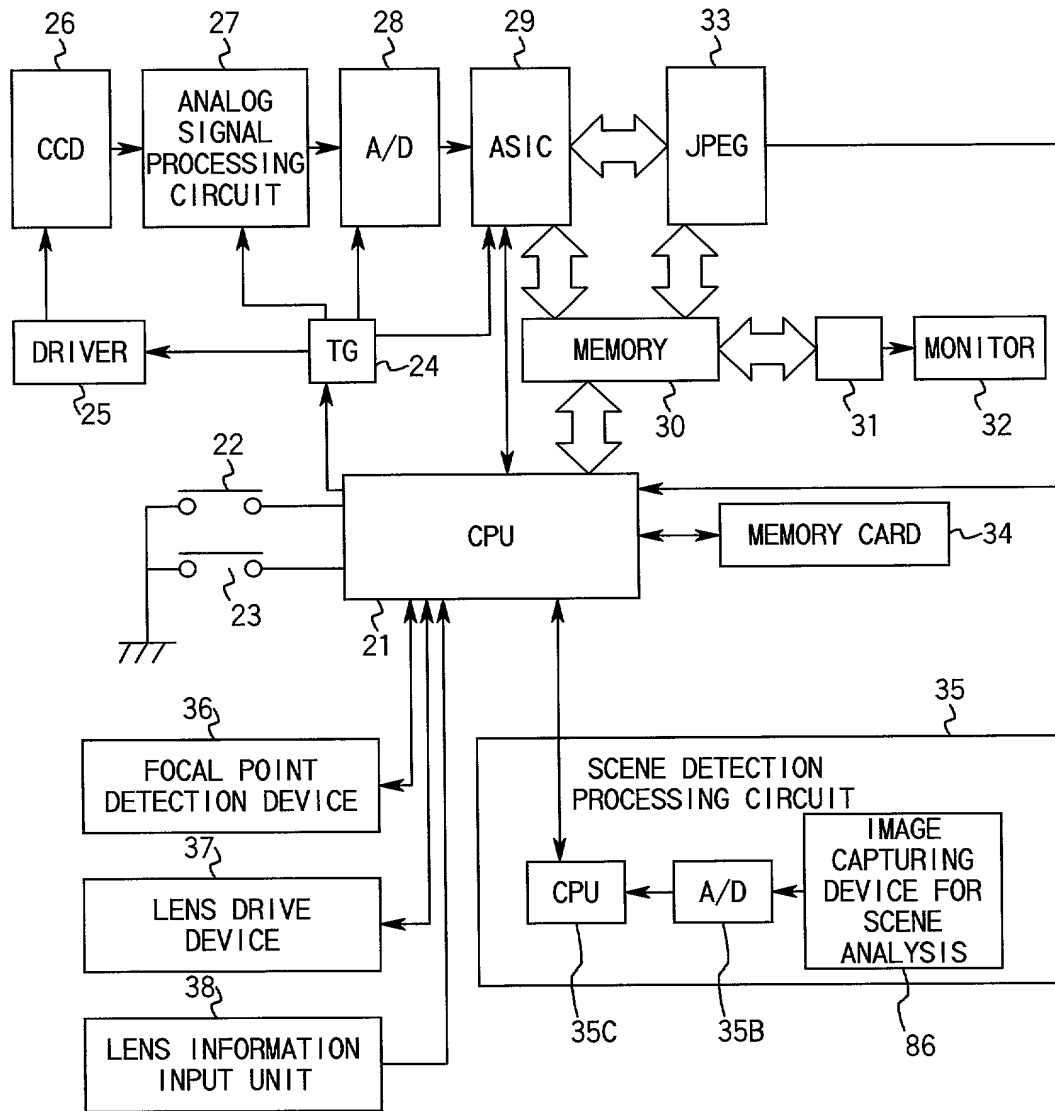 26
27
28
29
33
CCD
ANALOG
SIGNAL
PROCESSING
CIRCUIT
A/D
ASIC
JPEG
DRIVER
TG
MEMORY
MONITOR
25
24
30
31
32
22
CPU
MEMORY CARD
34
23
21
36
35
FOCAL POINT
DETECTION DEVICE
SCENE DETECTION
PROCESSING CIRCUIT
37
IMAGE
CAPTURING
DEVICE FOR
SCENE
ANALYSIS
LENS DRIVE
DEVICE
CPU
A/D
38
35C
35B
86
LENS INFORMATION
INPUT UNIT